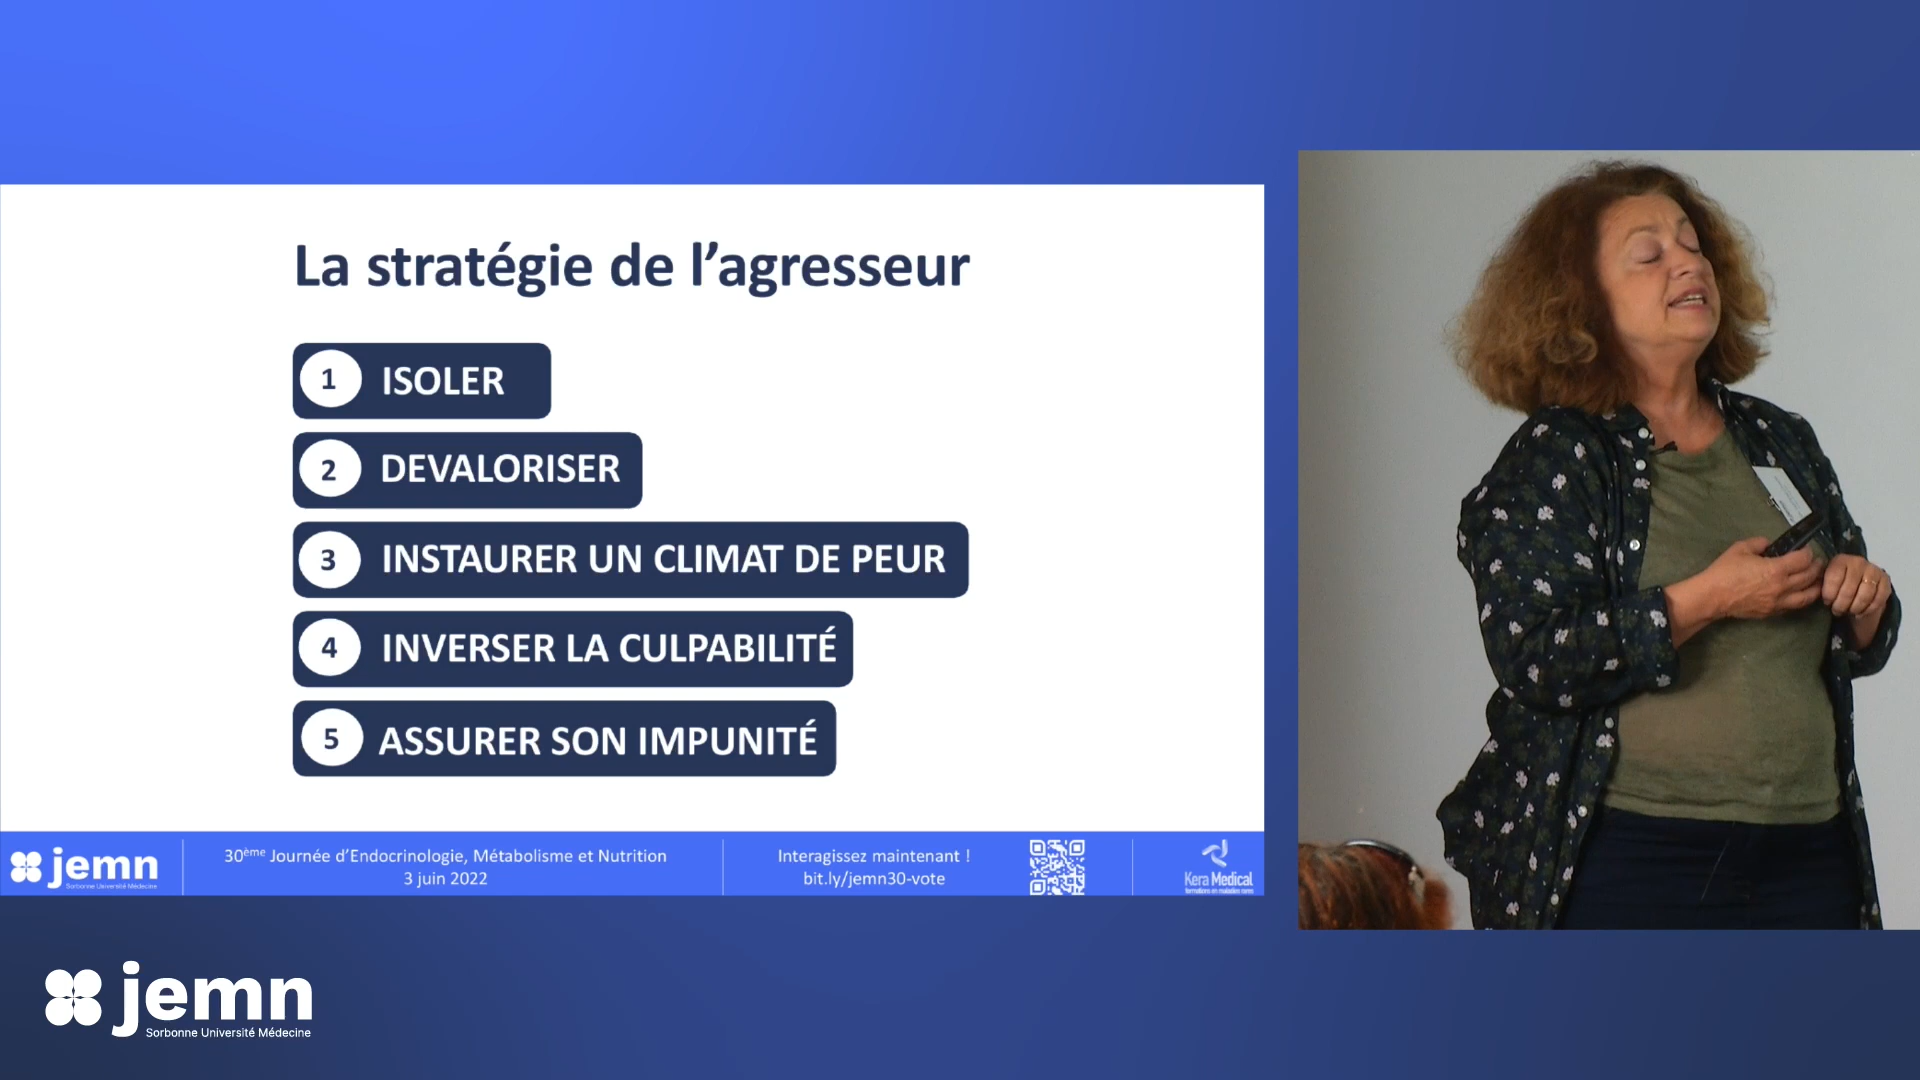 La stratégie de l’agresseur
1 ISOLER
2 DEVALORISER
3 INSTAURER UN CLIMAT DE PEUR
4 INVERSER LA CULPABILITÉ
5 ASSURER SON IMPUNITÉ
jemn
Sorbonne Université Médecine
30ème Journée d’Endocrinologie, Métabolisme et Nutrition
3 juin 2022
Interagissez maintenant !
bit.ly/jemn30-vote
Kera Medical
formations en maladies rares
jemn
Sorbonne Université Médecine